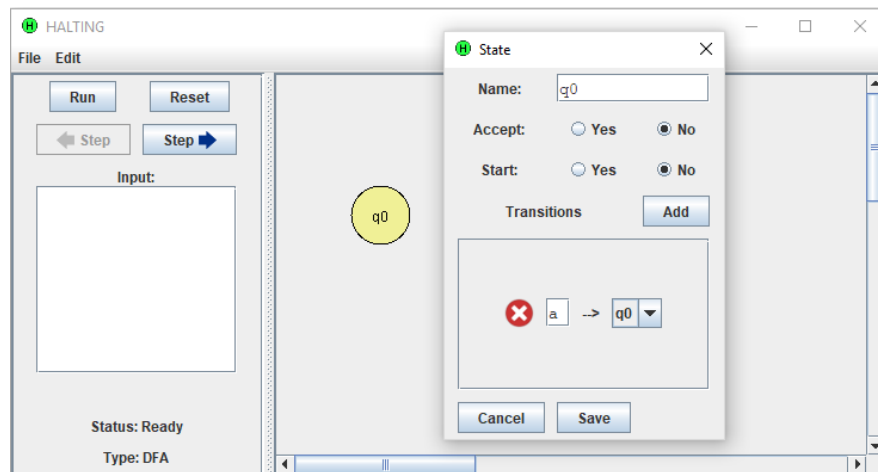 HALTING
File Edit
Run Reset
Step Step
Input:
Status: Ready
Type: DFA
q0
State
Name: q0
Accept: Yes No
Start: Yes No
Transitions Add
a --> q0
Cancel Save